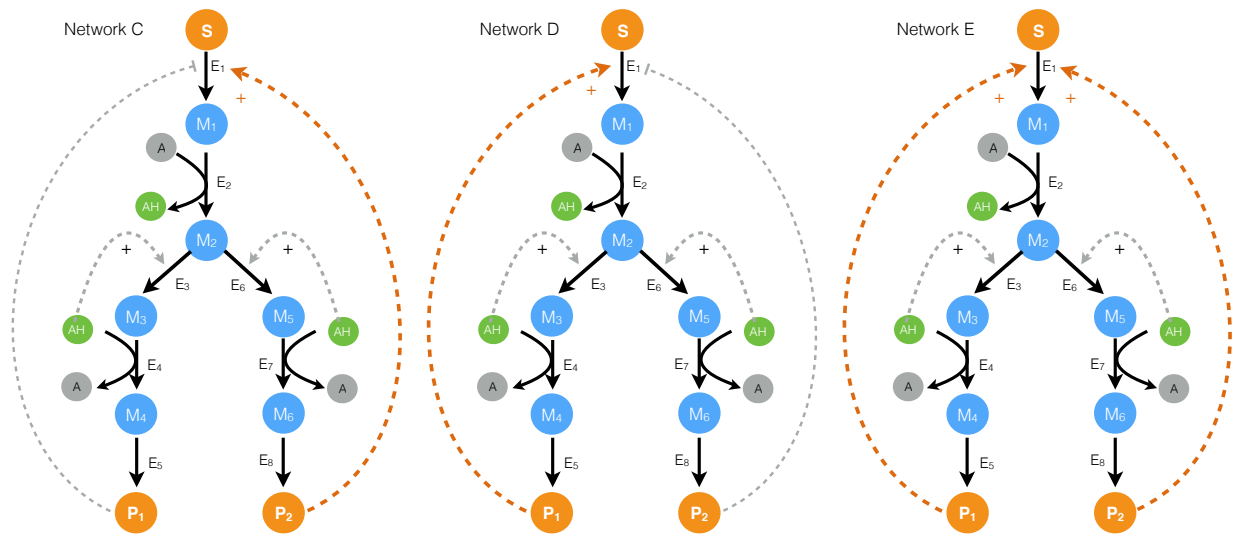 Network C
S
E1
+
M1
A
E2
AH
M2
+
+
E3
E6
M3
M5
AH
AH
E4
E7
A
A
M4
M6
E5
E8
P1
P2
Network D
S
E1
+
M1
A
E2
AH
M2
+
+
E3
E6
M3
M5
AH
AH
E4
E7
A
A
M4
M6
E5
E8
P1
P2
Network E
S
E1
+
+
M1
A
E2
AH
M2
+
+
E3
E6
M3
M5
AH
AH
E4
E7
A
A
M4
M6
E5
E8
P1
P2